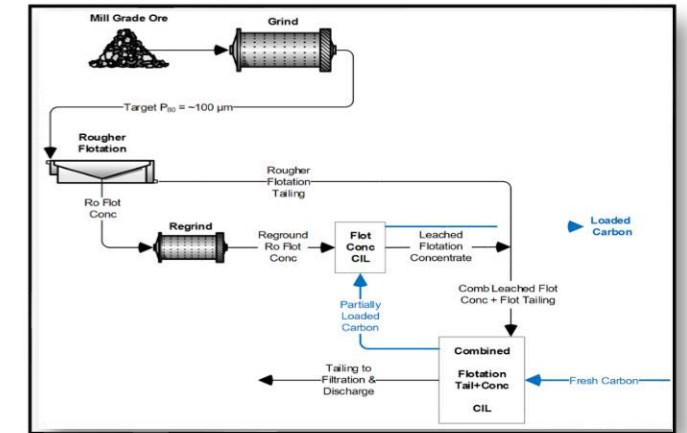 Mill Grade Ore
Grind
Target P80 = ~100 µm
Rougher
Flotation
Rougher
Flotation
Tailing
Ro Flot
Conc
Regrind
Reground
Ro Flot
Conc
Flot
Conc
CIL
Leached
Flotation
Concentrate
Loaded
Carbon
Partially
Loaded
Carbon
Comb Leached Flot
Conc + Flot Tailing
Combined
Flotation
Tail+Conc
CIL
Tailing to
Filtration &
Discharge
Fresh Carbon